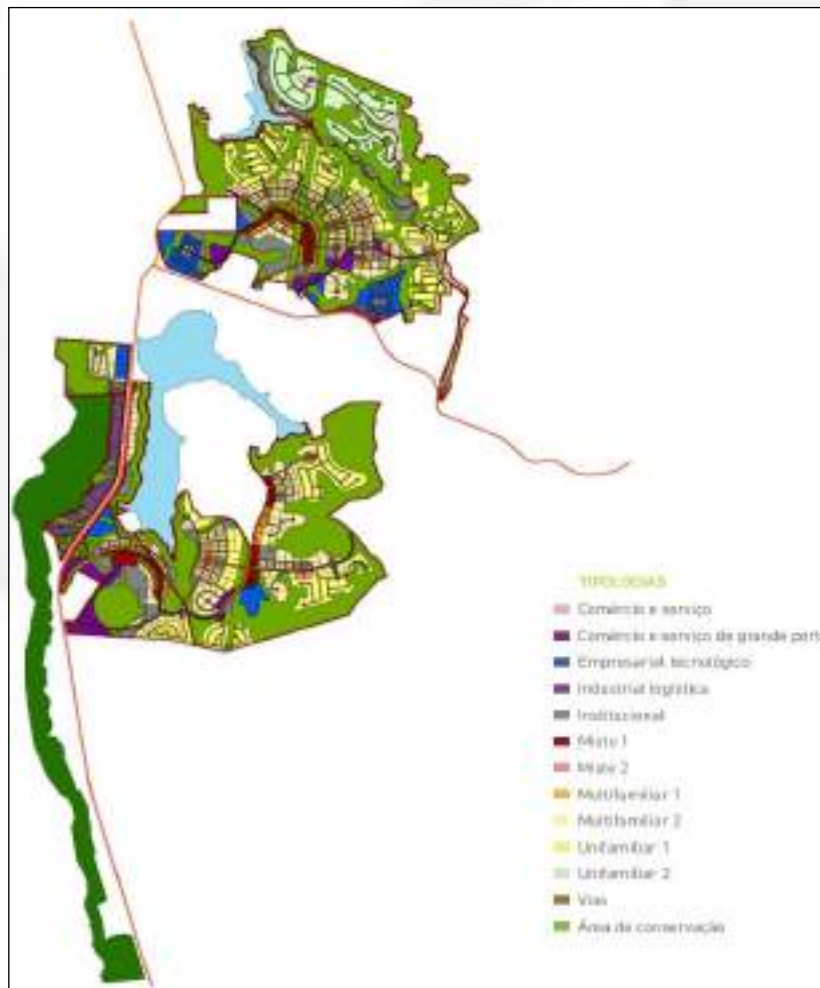 TIPOLOGIAS
Comércio e serviço
Comércio e serviço de grande port
Empresarial tecnológico
Industrial logística
Institucional
Misto 1
Misto 2
Multifamiliar 1
Multifamiliar 2
Unifamiliar 1
Unifamiliar 2
Vias
Área de conservação